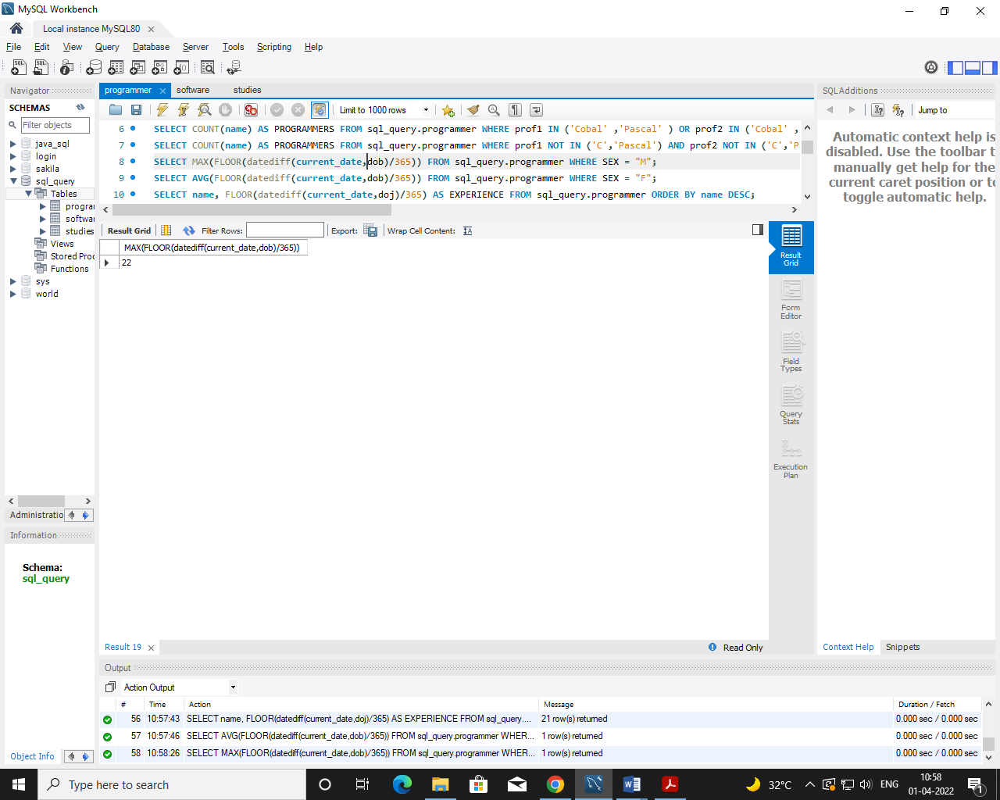 MySQL Workbench
Local instance MySQL80
File Edit View Query Database Server Tools Scripting Help
Navigator
SCHEMAS
Filter objects
java_sql
login
sakila
sql_query
Tables
program
softwar
studies
Views
Stored Proc
Functions
sys
world
Administratio
Information
Schema:
sql_query
Object Info
programmer software studies
Limit to 1000 rows
6 SELECT COUNT(name) AS PROGRAMMERS FROM sql_query.programmer WHERE prof1 IN ('Cobal' ,'Pascal' ) OR prof2 IN ('Cobal' ,
7 SELECT COUNT(name) AS PROGRAMMERS FROM sql_query.programmer WHERE prof1 NOT IN ('C','Pascal') AND prof2 NOT IN ('C','P
8 SELECT MAX(FLOOR(datediff(current_date,dob)/365)) FROM sql_query.programmer WHERE SEX = "M";
9 SELECT AVG(FLOOR(datediff(current_date,dob)/365)) FROM sql_query.programmer WHERE SEX = "F";
10 SELECT name, FLOOR(datediff(current_date,doj)/365) AS EXPERIENCE FROM sql_query.programmer ORDER BY name DESC;
Result Grid Filter Rows: Export: Wrap Cell Content: IA
MAX(FLOOR(datediff(current_date,dob)/365))
22
Result Grid
Form Editor
Field Types
Query Stats
Execution Plan
Result 19
Read Only
SQLAdditions
Jump to
Automatic context help is
disabled. Use the toolbar t
manually get help for the
current caret position or to
toggle automatic help.
Context Help Snippets
Output
Action Output
# Time Action Message Duration / Fetch
56 10:57:43 SELECT name, FLOOR(datediff(current_date,doj)/365) AS EXPERIENCE FROM sql_query.... 21 row(s) returned 0.000 sec / 0.000 sec
57 10:57:46 SELECT AVG(FLOOR(datediff(current_date,dob)/365)) FROM sql_query.programmer WHER... 1 row(s) returned 0.000 sec / 0.000 sec
58 10:58:26 SELECT MAX(FLOOR(datediff(current_date,dob)/365)) FROM sql_query.programmer WHER... 1 row(s) returned 0.000 sec / 0.000 sec
Type here to search
32°C
ENG
10:58
01-04-2022
1